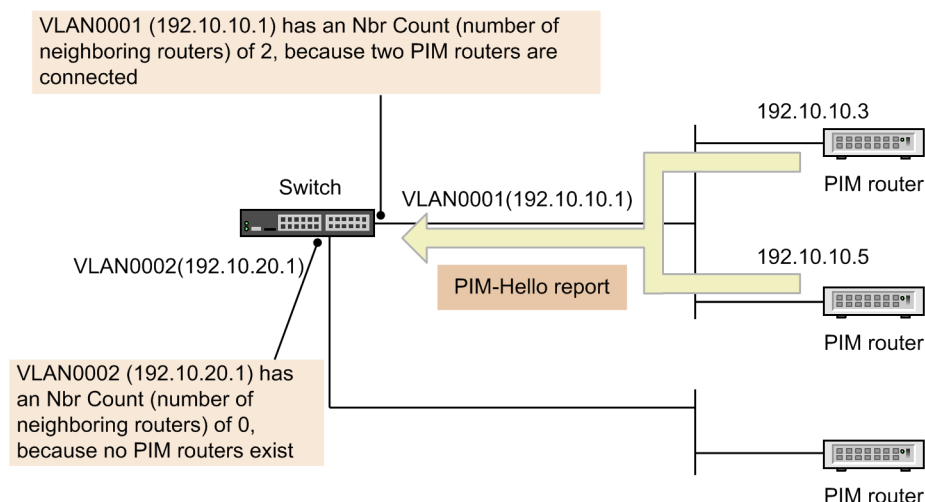 VLAN0001 (192.10.10.1) has an Nbr Count (number of
neighboring routers) of 2, because two PIM routers are
connected
192.10.10.3
PIM router
Switch
VLAN0001(192.10.10.1)
192.10.10.5
VLAN0002(192.10.20.1)
PIM-Hello report
PIM router
VLAN0002 (192.10.20.1) has
an Nbr Count (number of
neighboring routers) of 0,
because no PIM routers exist
PIM router